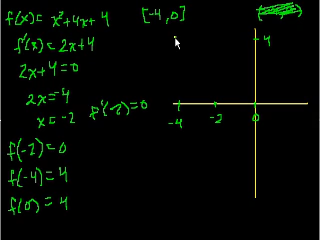 f(x)= x²+4x+4 [-4,0]
f'(x)=2x+4
2x+4=0
2x=-4
x=-2 f'(-2)=0
f(-2)=0
f(-4)=4
f(0)=4
4
-4 -2 0